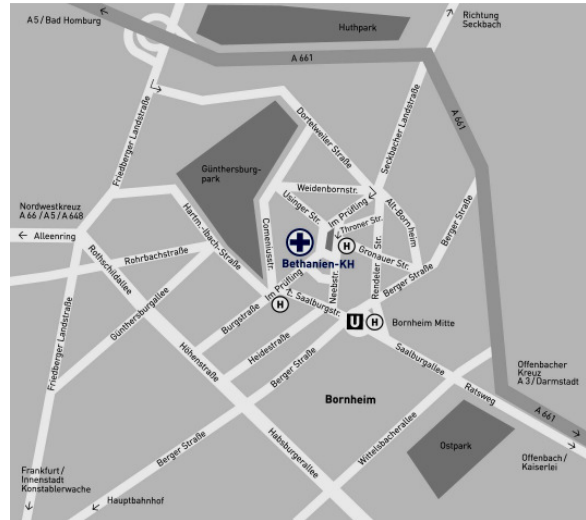 A5/Bad Homburg
Huthpark
Richtung
Seckbach
A 661
A 661
Friedberger Landstraße
Dortelweiler Straße
Seckbacher Landstraße
Günthersburg-
park
Weidenbornstr.
Usinger Str.
Im Prüfling
Throner Str.
Alt-Bornheim
Nordwestkreuz
A 66 / A 5 / A 648
Alleenring
Hartm.-Ibach-Straße
Comeniusstr.
H
Gronauer Str.
Berger Straße
Rohrbachstraße
Rothschildallee
Bethanien-KH
Im Prüfling
Neebstr.
Rendeler Str.
Berger Straße
H
Saalburgstr.
Günthersburgallee
Burgstraße
U
H
Bornheim Mitte
Friedberger Landstraße
Höhenstraße
Heidestraße
Berger Straße
Saalburgallee
Offenbacher
Kreuz
A 3 / Darmstadt
Bornheim
Ratsweg
A 661
Habsburgerallee
Wittelsbacherallee
Ostpark
Offenbach /
Kaiserlei
Berger Straße
Frankfurt /
Innenstadt
Konstablerwache
Hauptbahnhof